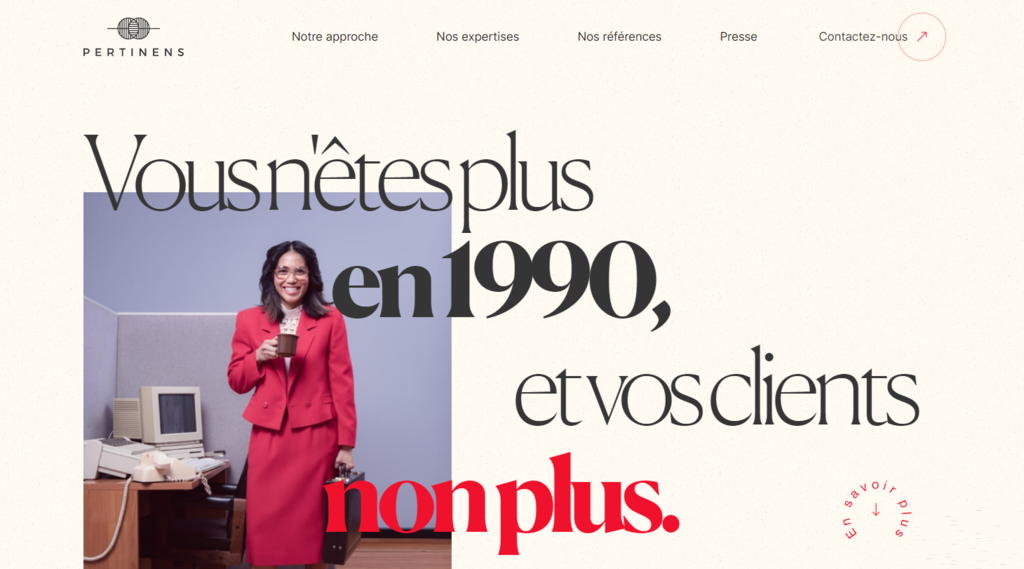 PERTINENS
Notre approche
Nos expertises
Nos références
Presse
Contactez-nous
Vous n'êtes plus
en 1990,
et vos clients
non plus.
En savoir plus